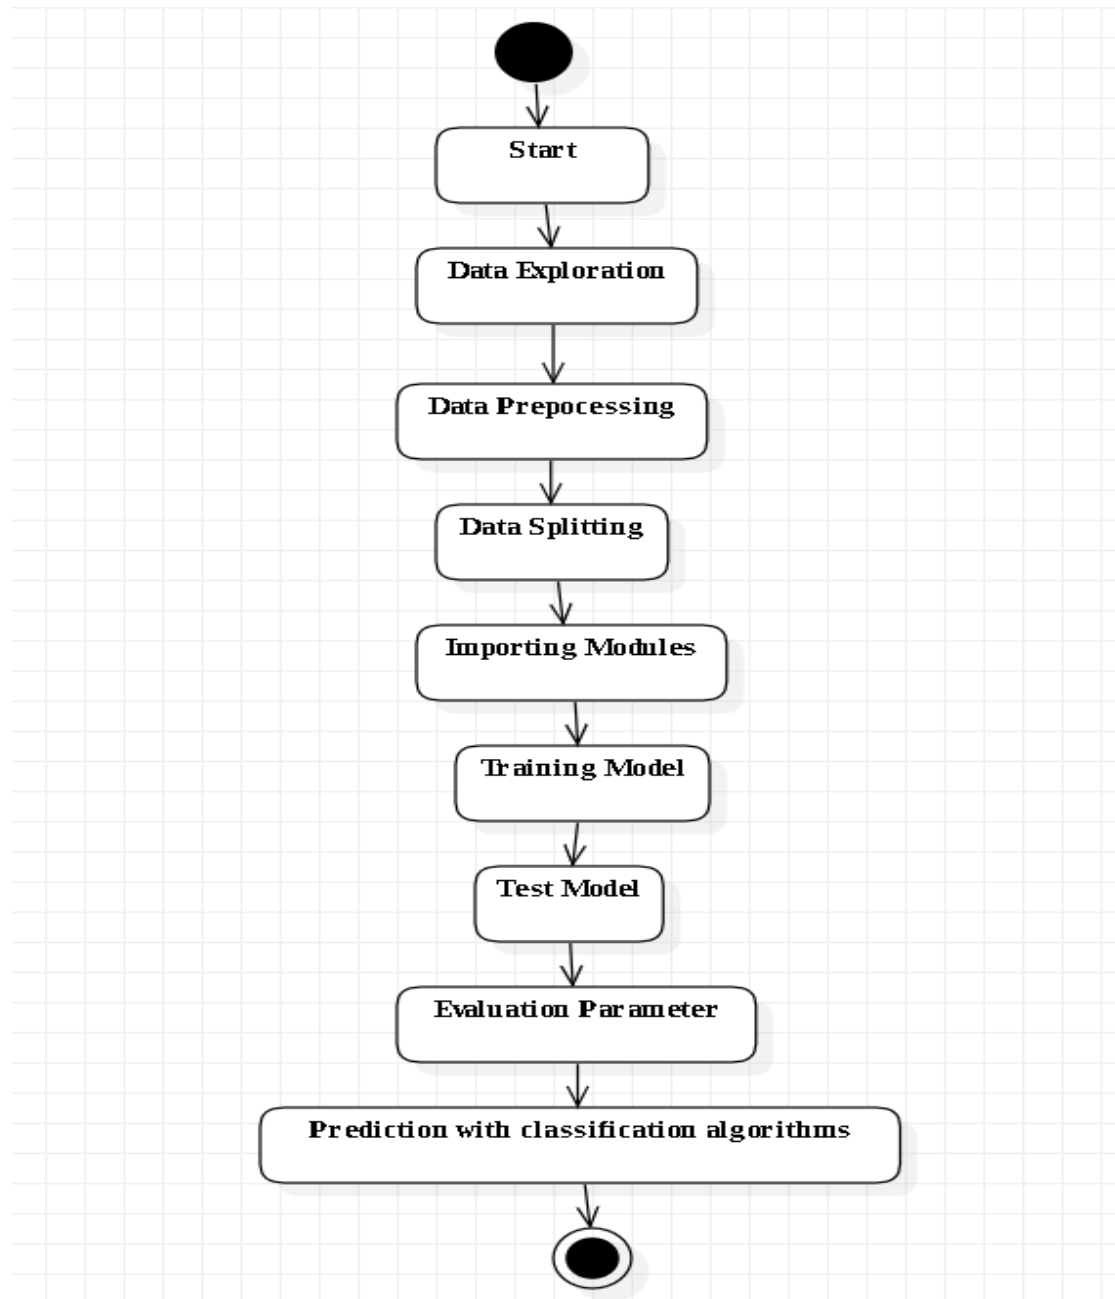 Start
Data Exploration
Data Prepocessing
Data Splitting
Importing Modules
Training Model
Test Model
Evaluation Parameter
Prediction with classification algorithms